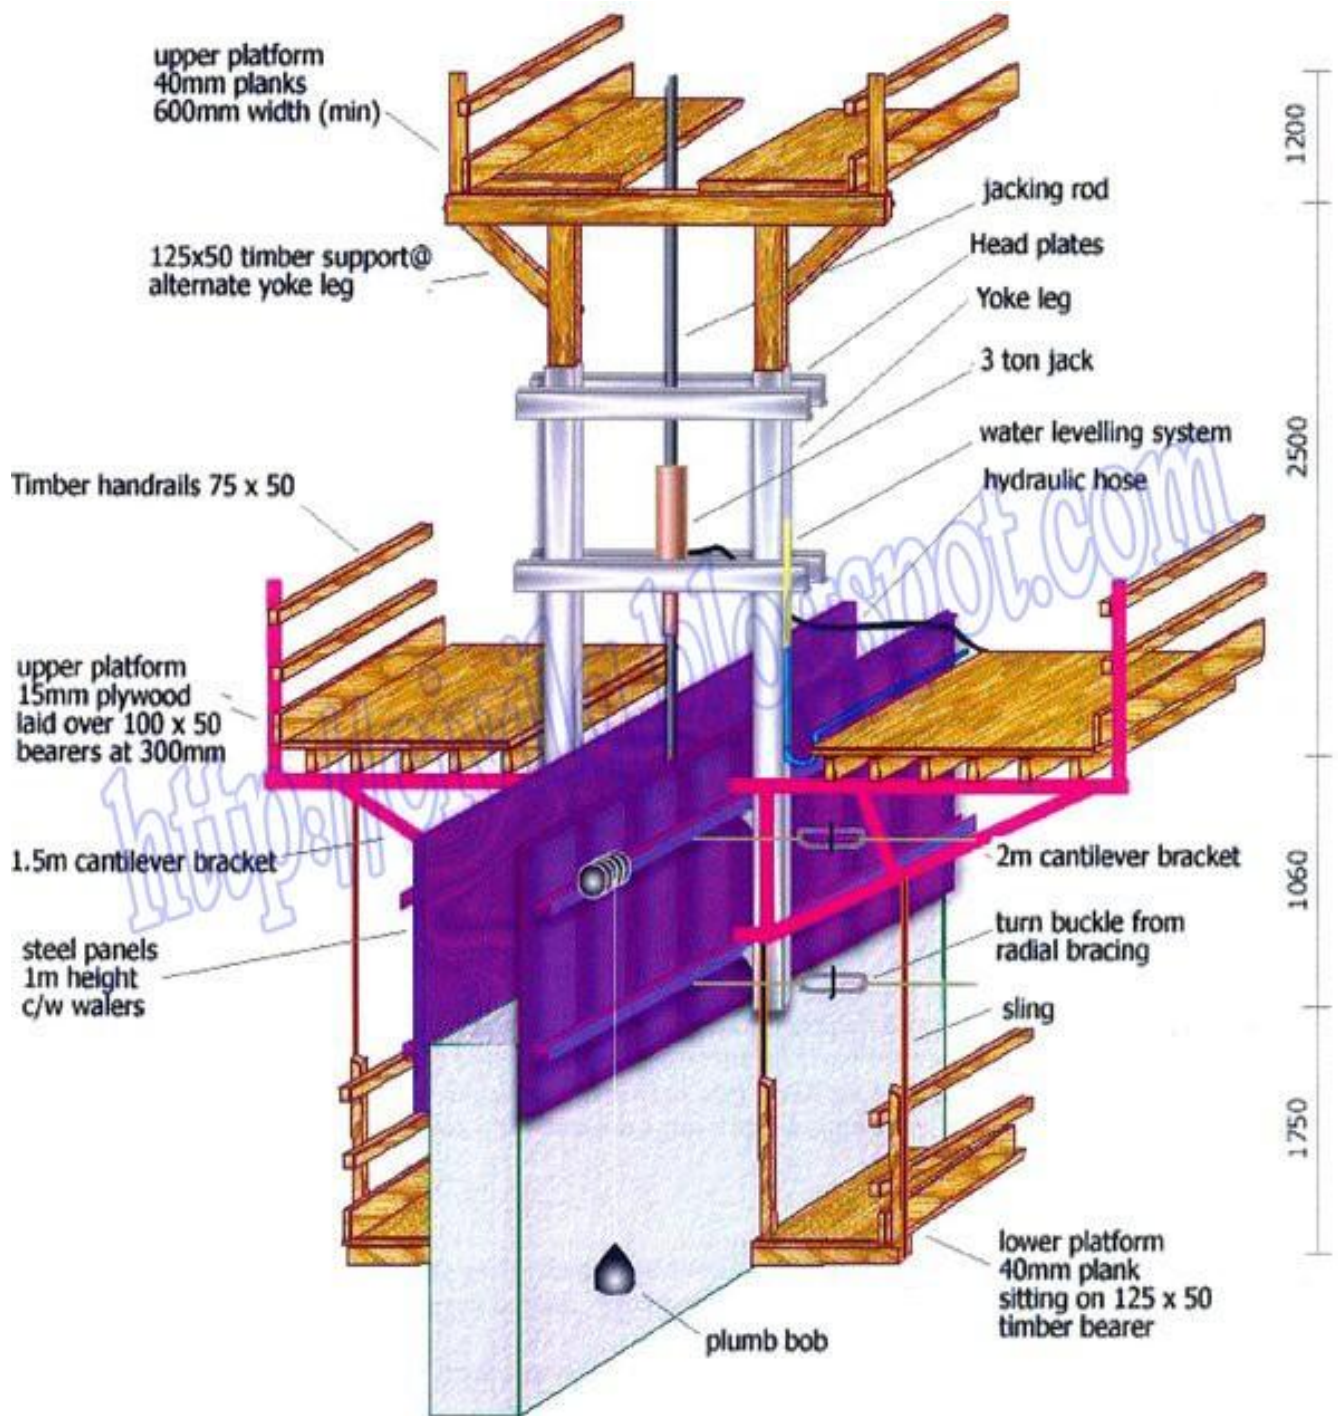 upper platform
40mm planks
600mm width (min)
1200
jacking rod
Head plates
125x50 timber support@
alternate yoke leg
Yoke leg
3 ton jack
water levelling system
2500
hydraulic hose
Timber handrails 75 x 50
upper platform
15mm plywood
laid over 100 x 50
bearers at 300mm
1.5m cantilever bracket
2m cantilever bracket
1060
turn buckle from
radial bracing
steel panels
1m height
c/w walers
sling
1750
lower platform
40mm plank
sitting on 125 x 50
timber bearer
plumb bob